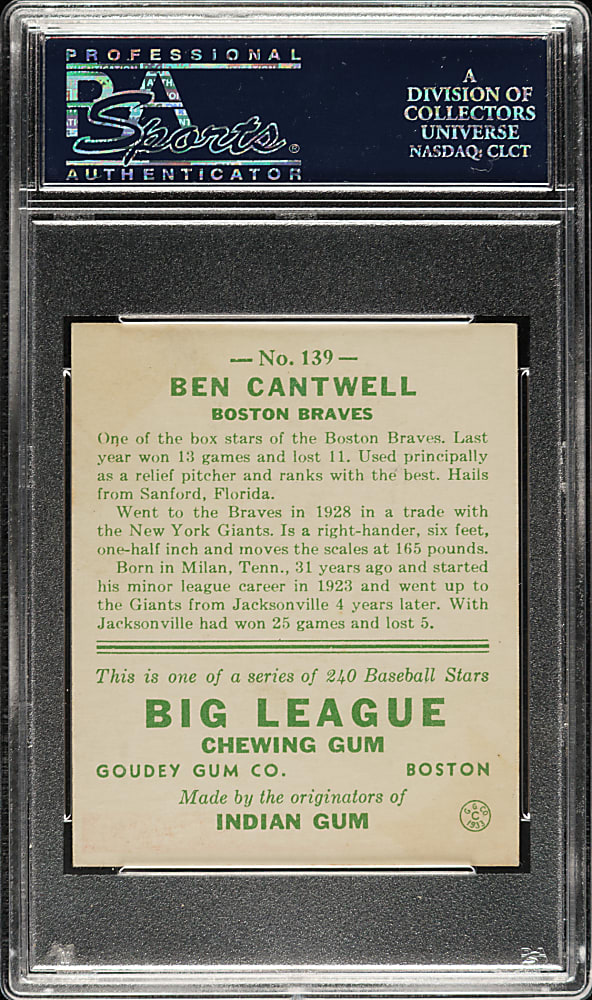 PROFESSIONAL
PSA
Sports®
AUTHENTICATOR
A
DIVISION OF
COLLECTORS
UNIVERSE
NASDAQ: CLCT
— No. 139 —
BEN CANTWELL
BOSTON BRAVES
One of the box stars of the Boston Braves. Last
year won 13 games and lost 11. Used principally
as a relief pitcher and ranks with the best. Hails
from Sanford, Florida.
Went to the Braves in 1928 in a trade with
the New York Giants. Is a right-hander, six feet,
one-half inch and moves the scales at 165 pounds.
Born in Milan, Tenn., 31 years ago and started
his minor league career in 1923 and went up to
the Giants from Jacksonville 4 years later. With
Jacksonville had won 25 games and lost 5.
This is one of a series of 240 Baseball Stars
BIG LEAGUE
CHEWING GUM
GOUDEY GUM CO. BOSTON
Made by the originators of
INDIAN GUM
G G CO
C
1933